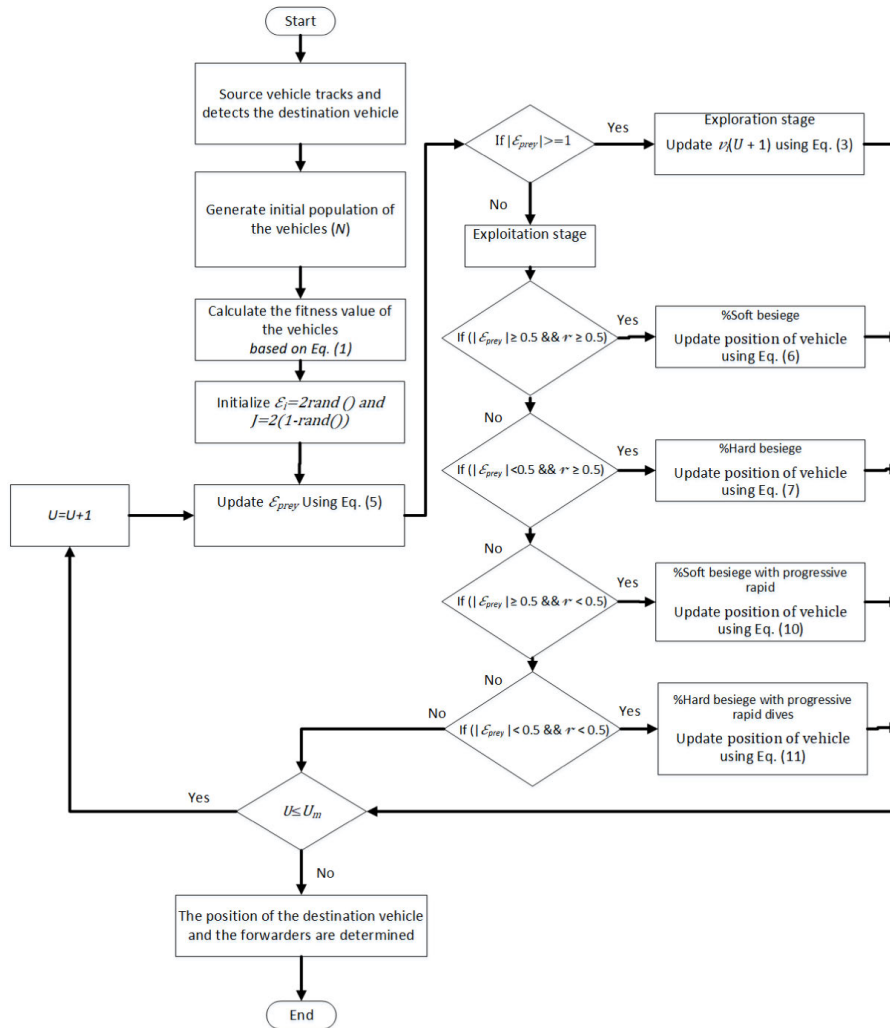 Start
Source vehicle tracks and
detects the destination vehicle
Generate initial population of
the vehicles (N)
Calculate the fitness value of
the vehicles
based on Eq. (1)
Initialize ℰi=2rand () and
J=2(1-rand())
Update ℰprey Using Eq. (5)
U=U+1
If |ℰprey|>=1
Yes
Exploration stage
Update 𝓋i(U + 1) using Eq. (3)
No
Exploitation stage
If (| ℰprey | ≥ 0.5 && 𝓇 ≥ 0.5)
Yes
%Soft besiege
Update position of vehicle
using Eq. (6)
No
If (| ℰprey | <0.5 && 𝓇 ≥ 0.5)
Yes
%Hard besiege
Update position of vehicle
using Eq. (7)
No
If (| ℰprey | ≥ 0.5 && 𝓇 < 0.5)
Yes
%Soft besiege with progressive
rapid
Update position of vehicle
using Eq. (10)
No
If (| ℰprey | < 0.5 && 𝓇 < 0.5)
Yes
%Hard besiege with progressive
rapid dives
Update position of vehicle
using Eq. (11)
No
U≤Um
Yes
No
The position of the destination vehicle
and the forwarders are determined
End